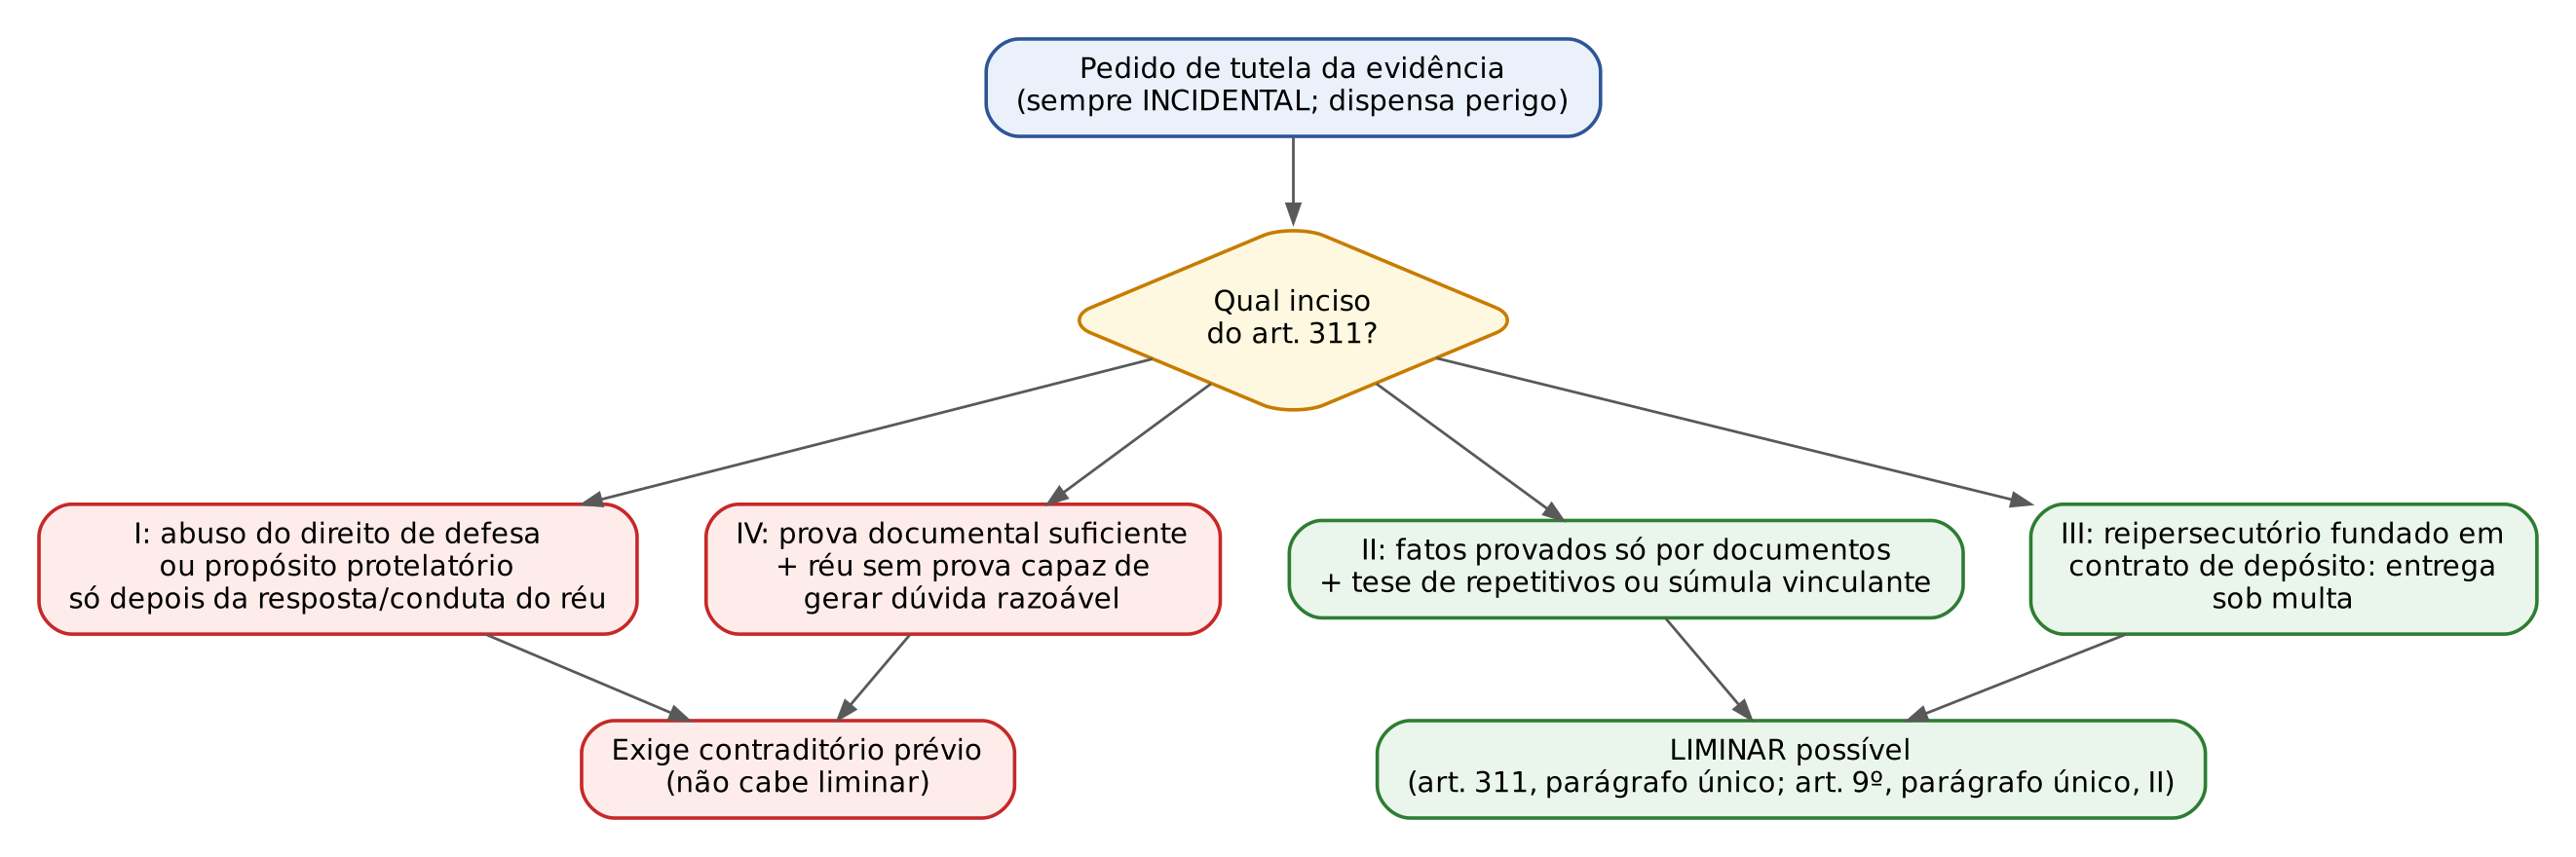 Pedido de tutela da evidência
(sempre INCIDENTAL; dispensa perigo)
Qual inciso
do art. 311?
I: abuso do direito de defesa
ou propósito protelatório
só depois da resposta/conduta do réu
IV: prova documental suficiente
+ réu sem prova capaz de
gerar dúvida razoável
II: fatos provados só por documentos
+ tese de repetitivos ou súmula vinculante
III: reipersecutório fundado em
contrato de depósito: entrega
sob multa
Exige contraditório prévio
(não cabe liminar)
LIMINAR possível
(art. 311, parágrafo único; art. 9º, parágrafo único, II)